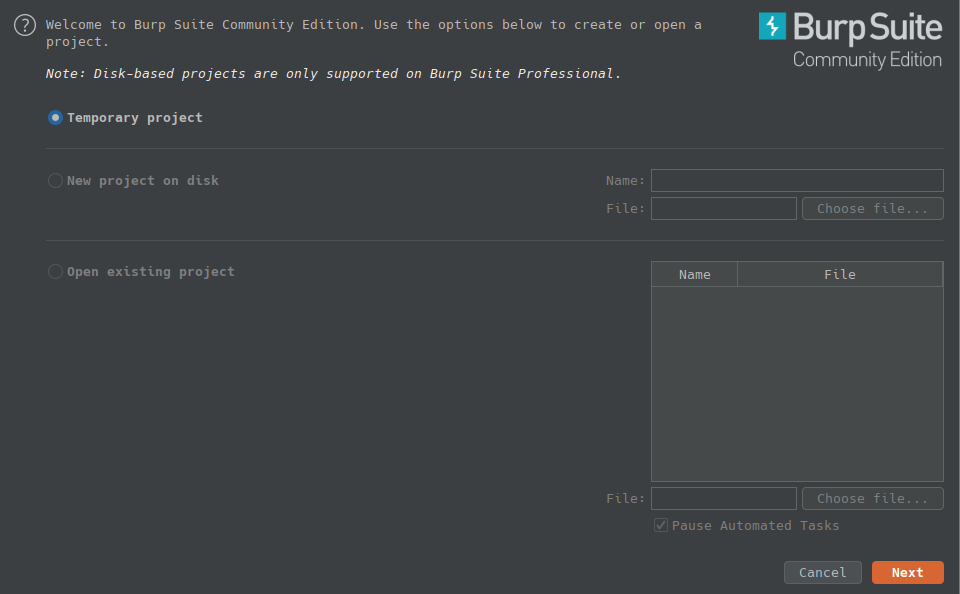 ?
Welcome to Burp Suite Community Edition. Use the options below to create or open a
project.
Note: Disk-based projects are only supported on Burp Suite Professional.
Burp Suite
Community Edition
Temporary project
New project on disk
Name:
File:
Choose file...
Open existing project
Name
File
File:
Choose file...
Pause Automated Tasks
Cancel
Next